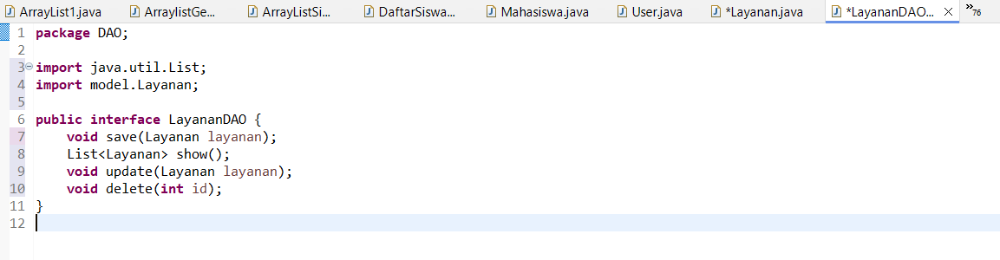 ArrayList1.java ArraylistGe... ArrayListSi... DaftarSiswa... Mahasiswa.java User.java *Layanan.java *LayananDAO... 76
1 package DAO;
2
3 import java.util.List;
4 import model.Layanan;
5
6 public interface LayananDAO {
7 void save(Layanan layanan);
8 List<Layanan> show();
9 void update(Layanan layanan);
10 void delete(int id);
11 }
12